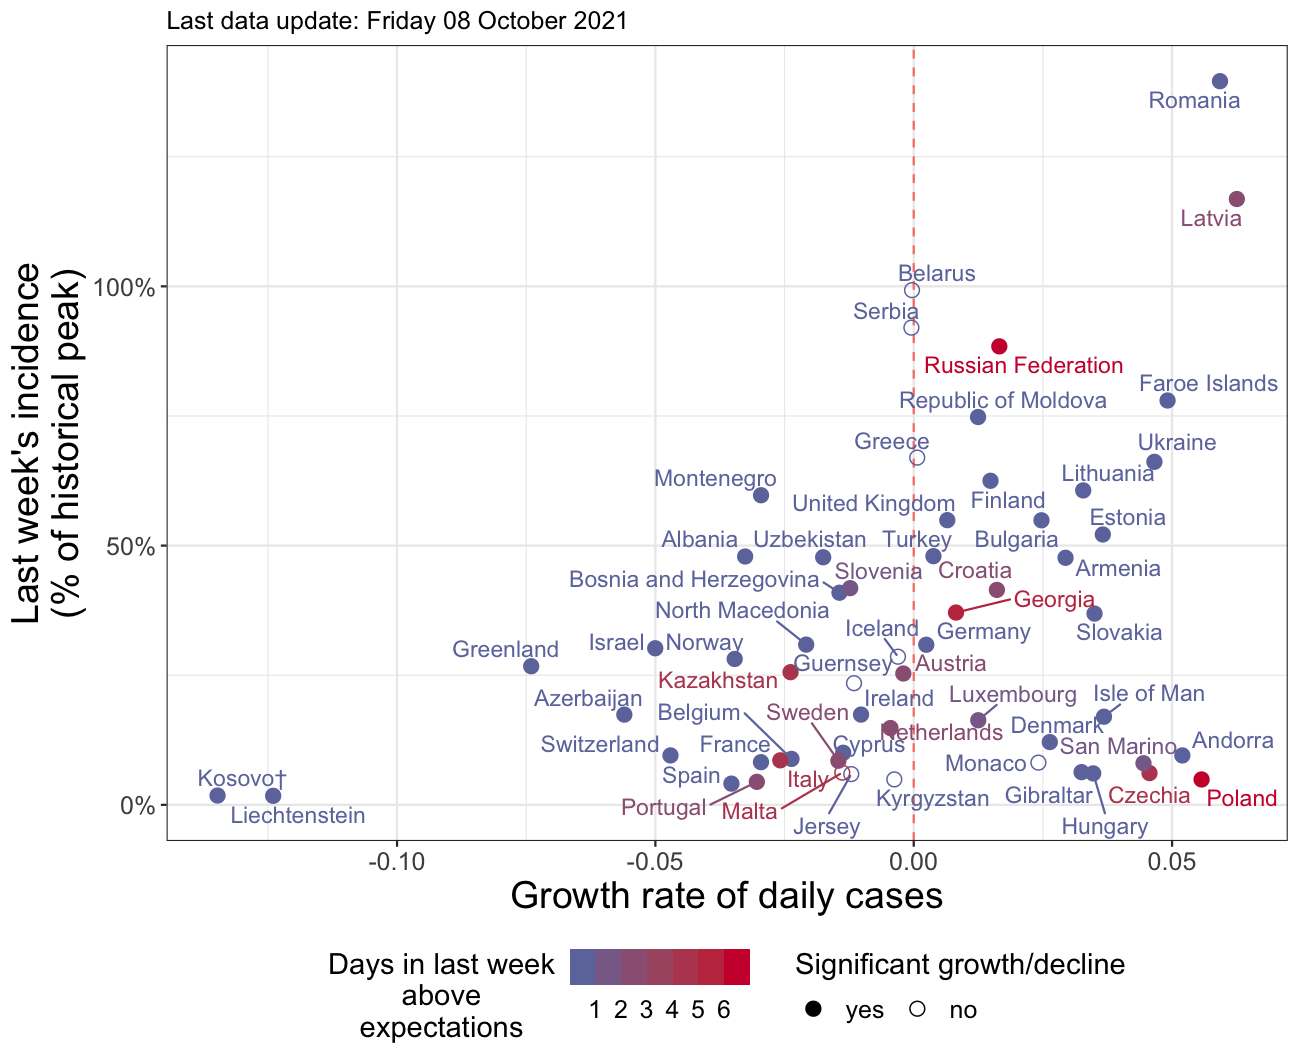 Last data update: Friday 08 October 2021
Last week's incidence
(% of historical peak)
100%
50%
0%
Romania
Latvia
Belarus
Serbia
Russian Federation
Faroe Islands
Republic of Moldova
Greece
Ukraine
Montenegro
Lithuania
United Kingdom
Finland
Estonia
Albania
Uzbekistan
Turkey
Bulgaria
Bosnia and Herzegovina
Slovenia
Croatia
Armenia
North Macedonia
Georgia
Iceland
Germany
Slovakia
Greenland
Israel
Norway
Guernsey
Austria
Kazakhstan
Azerbaijan
Ireland
Luxembourg
Isle of Man
Belgium
Sweden
Netherlands
Denmark
Switzerland
France
Cyprus
San Marino
Andorra
Kosovo†
Spain
Italy
Monaco
Liechtenstein
Portugal
Malta
Kyrgyzstan
Gibraltar
Czechia
Poland
Jersey
Hungary
-0.10
-0.05
0.00
0.05
Growth rate of daily cases
Days in last week
above
expectations
1 2 3 4 5 6
Significant growth/decline
yes
no